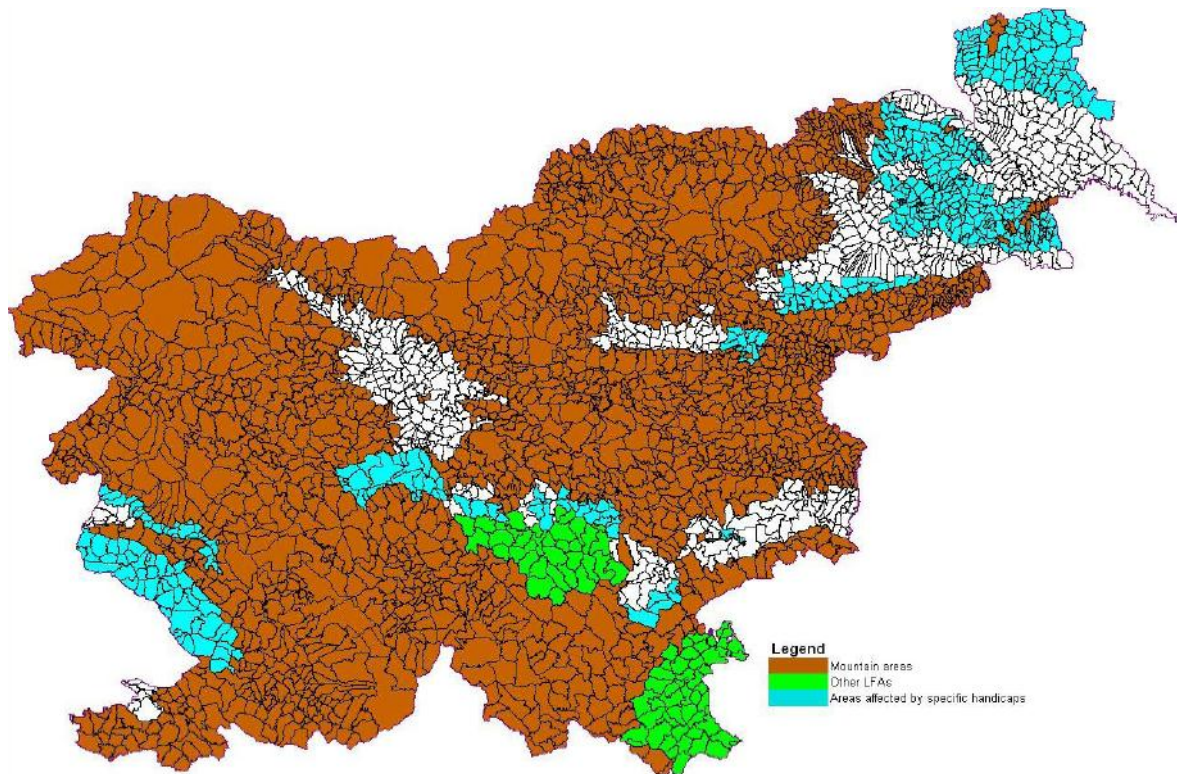 Legend
Mountain areas
Other LFAs
Areas affected by specific handicaps